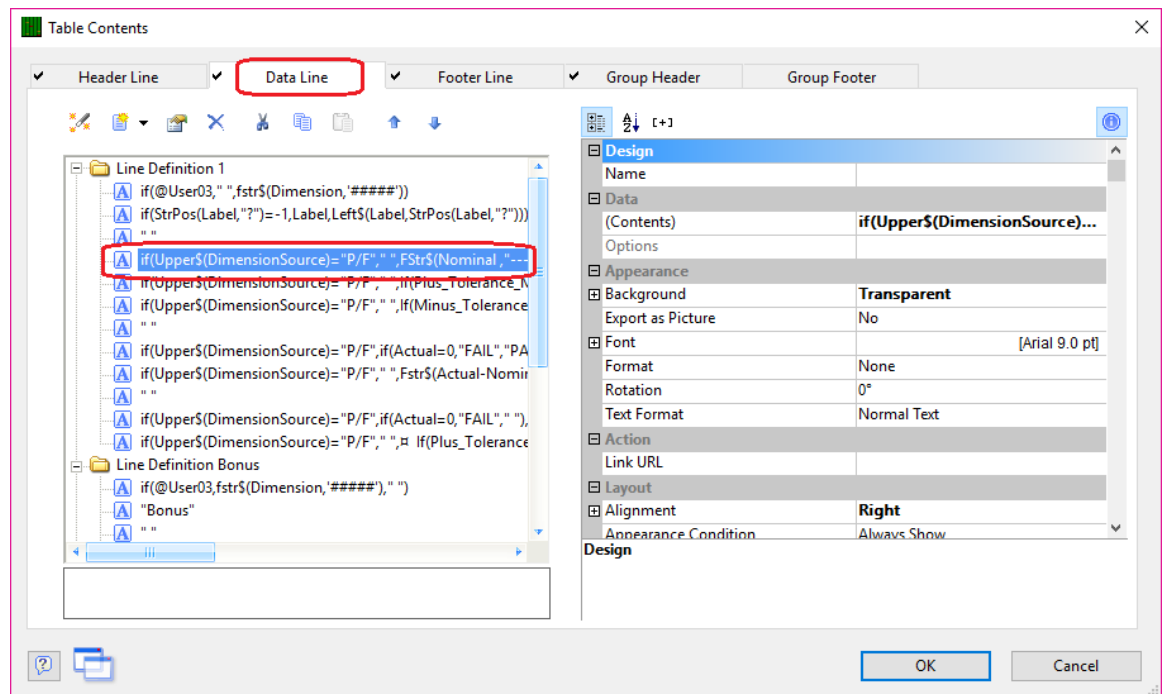 Table Contents
Header Line
Data Line
Footer Line
Group Header
Group Footer
Line Definition 1
if(@User03," ",fstr$(Dimension,'#####'))
if(StrPos(Label,"?")=-1,Label,Left$(Label,StrPos(Label,"?")))
" "
if(Upper$(DimensionSource)="P/F"," ",FStr$(Nominal ,"---
if(Upper$(DimensionSource)="P/F"," ",If(Plus_Tolerance_N
if(Upper$(DimensionSource)="P/F"," ",If(Minus_Tolerance
" "
if(Upper$(DimensionSource)="P/F",if(Actual=0,"FAIL","PA
if(Upper$(DimensionSource)="P/F"," ",Fstr$(Actual-Nomin
" "
if(Upper$(DimensionSource)="P/F",if(Actual=0,"FAIL"," "),
if(Upper$(DimensionSource)="P/F"," ",¤ If(Plus_Tolerance
Line Definition Bonus
if(@User03,fstr$(Dimension,'#####')," ")
"Bonus"
" "
[+]
Design
Name
Data
(Contents) if(Upper$(DimensionSource)...
Options
Appearance
Background Transparent
Export as Picture No
Font [Arial 9.0 pt]
Format None
Rotation 0°
Text Format Normal Text
Action
Link URL
Layout
Alignment Right
Appearance Condition Always Show
Design
OK
Cancel